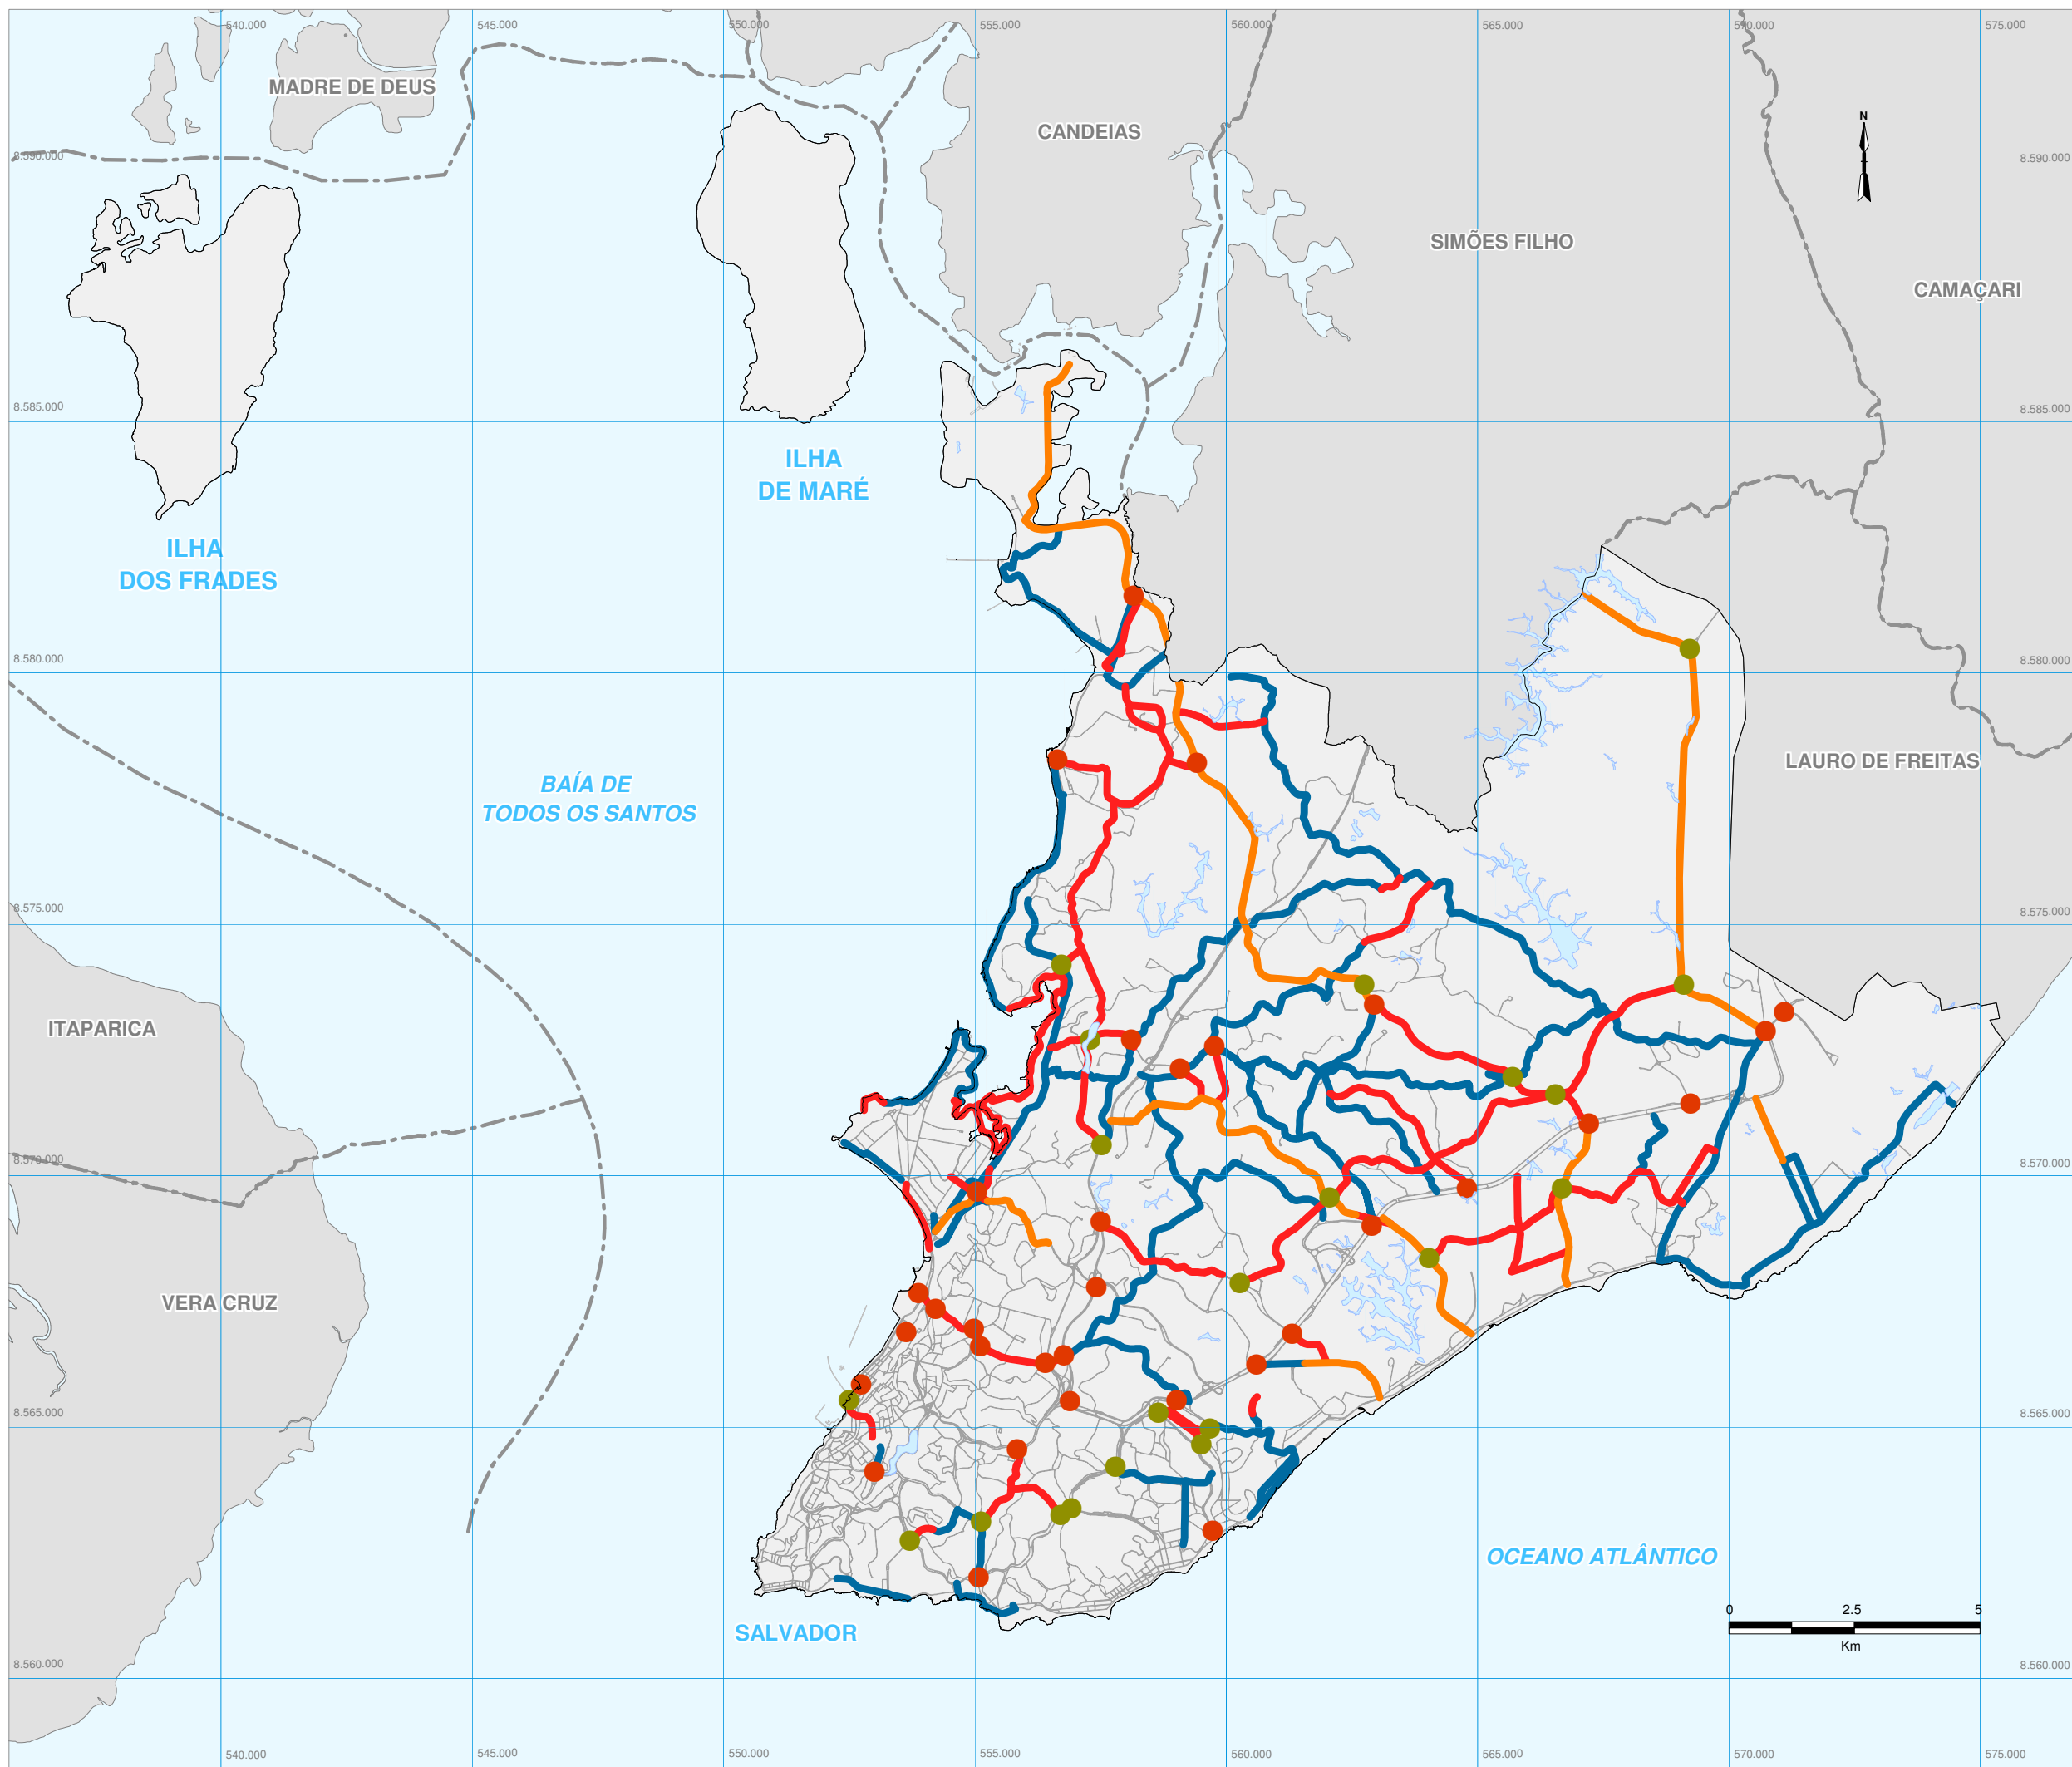 540.000
545.000
550.000
555.000
560.000
565.000
570.000
575.000
MADRE DE DEUS
CANDEIAS
N
8.590.000
8.590.000
SIMÕES FILHO
CAMAÇARI
8.585.000
8.585.000
ILHA
DE MARÉ
ILHA
DOS FRADES
8.580.000
8.580.000
LAURO DE FREITAS
BAÍA DE
TODOS OS SANTOS
8.575.000
8.575.000
ITAPARICA
8.570.000
8.570.000
VERA CRUZ
8.565.000
8.565.000
OCEANO ATLÂNTICO
0 2.5 5
Km
SALVADOR
8.560.000
8.560.000
540.000
545.000
550.000
555.000
560.000
565.000
570.000
575.000